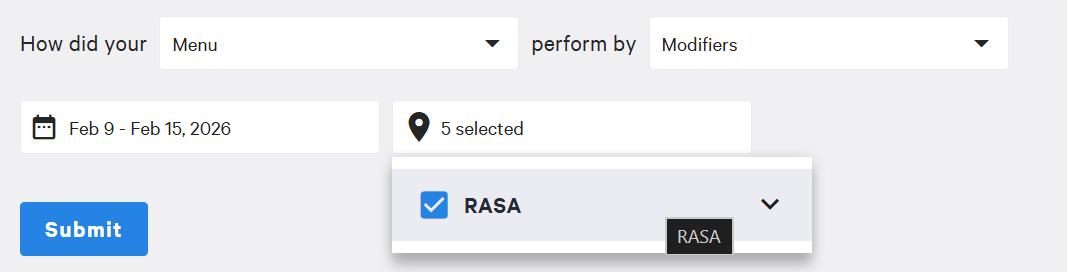 How did your Menu perform by Modifiers
Feb 9 - Feb 15, 2026 5 selected
RASA
RASA
Submit